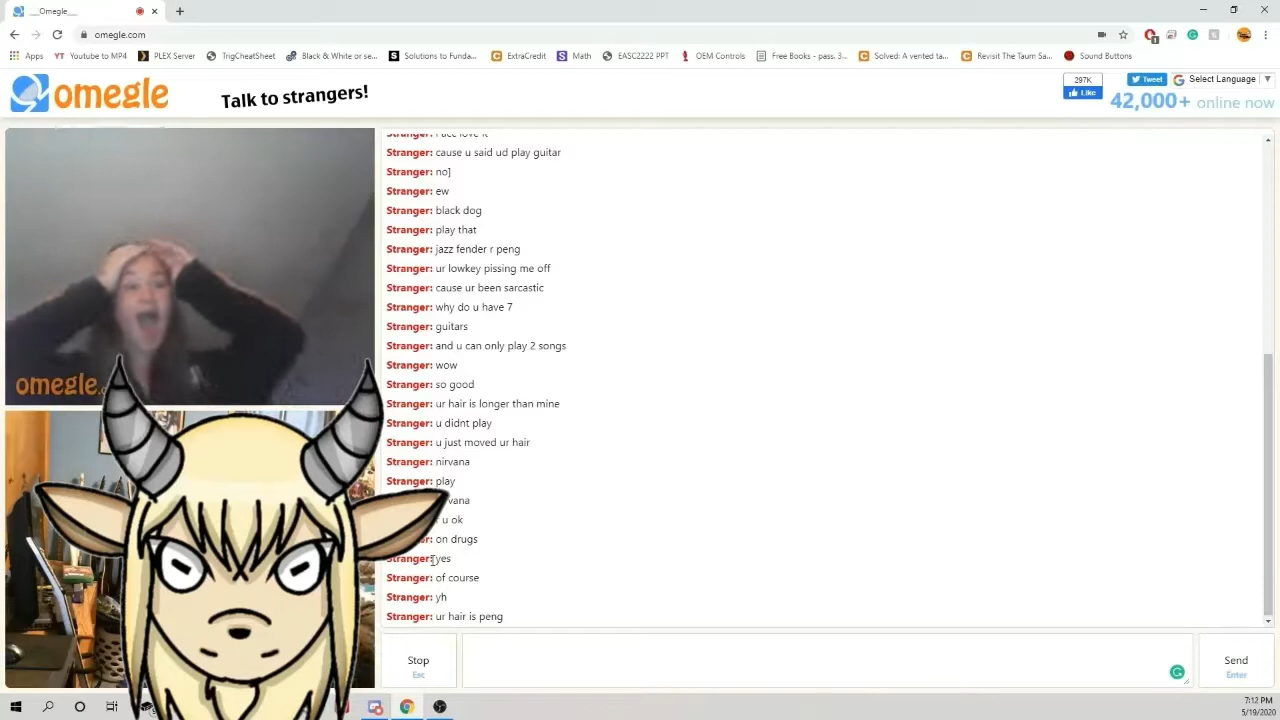 __Omegle__
omegle.com
Apps
YT Youtube to MP4
PLEX Server
TrigCheatSheet
Black & White or se...
S Solutions to Funda...
ExtraCredit
S Math
EASC2222 PPT
OEM Controls
Free Books - pass, 3...
Solved: A vented ta...
Revisit The Taum Sa...
Sound Buttons
omegle
Talk to strangers!
297K
Like
Tweet
Select Language
42,000+ online now
Stranger: cause u said ud play guitar
Stranger: no]
Stranger: ew
Stranger: black dog
Stranger: play that
Stranger: jazz fender r peng
Stranger: ur lowkey pissing me off
Stranger: cause ur been sarcastic
Stranger: why do u have 7
Stranger: guitars
Stranger: and u can only play 2 songs
Stranger: wow
Stranger: so good
Stranger: ur hair is longer than mine
Stranger: u didnt play
Stranger: u just moved ur hair
Stranger: nirvana
Stranger: play
vana
u ok
er: on drugs
Stranger: yes
Stranger: of course
Stranger: yh
Stranger: ur hair is peng
omegle.c
Stop
Esc
Send
Enter
7:12 PM
5/19/2020